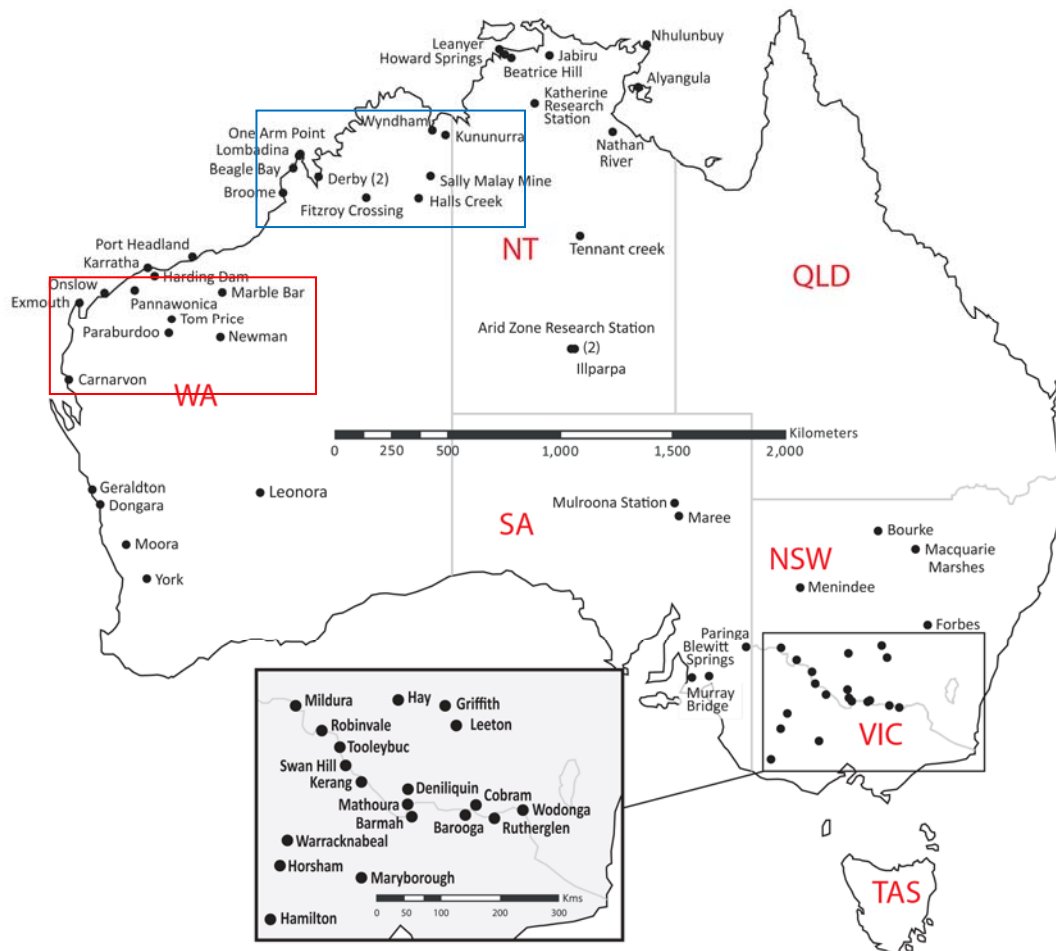 Nhulunbuy
Leanyer
Howard Springs
Jabiru
Beatrice Hill
Alyangula
Katherine
Research
Station
Wyndham
Kununurra
One Arm Point
Lombadina
Nathan
River
Beagle Bay
Derby (2)
Sally Malay Mine
Broome
Fitzroy Crossing
Halls Creek
Port Headland
NT
Tennant creek
Karratha
Harding Dam
QLD
Onslow
Exmouth
Pannawonica
Marble Bar
Tom Price
Paraburdoo
Newman
Arid Zone Research Station
(2)
Illparpa
Carnarvon
WA
Kilometers
0 250 500 1,000 1,500 2,000
Geraldton
Dongara
Leonora
Mulroona Station
Maree
SA
Bourke
Moora
NSW
Macquarie
Marshes
York
Menindee
Forbes
Paringa
Blewitt
Springs
Murray
Bridge
VIC
Mildura
Hay
Griffith
Robinvale
Leeton
Tooleybuc
Swan Hill
Kerang
Deniliquin
Mathoura
Cobram
Barmah
Wodonga
Barooga
Rutherglen
Warracknabeal
Horsham
Maryborough
Kms
0 50 100 200 300
Hamilton
TAS